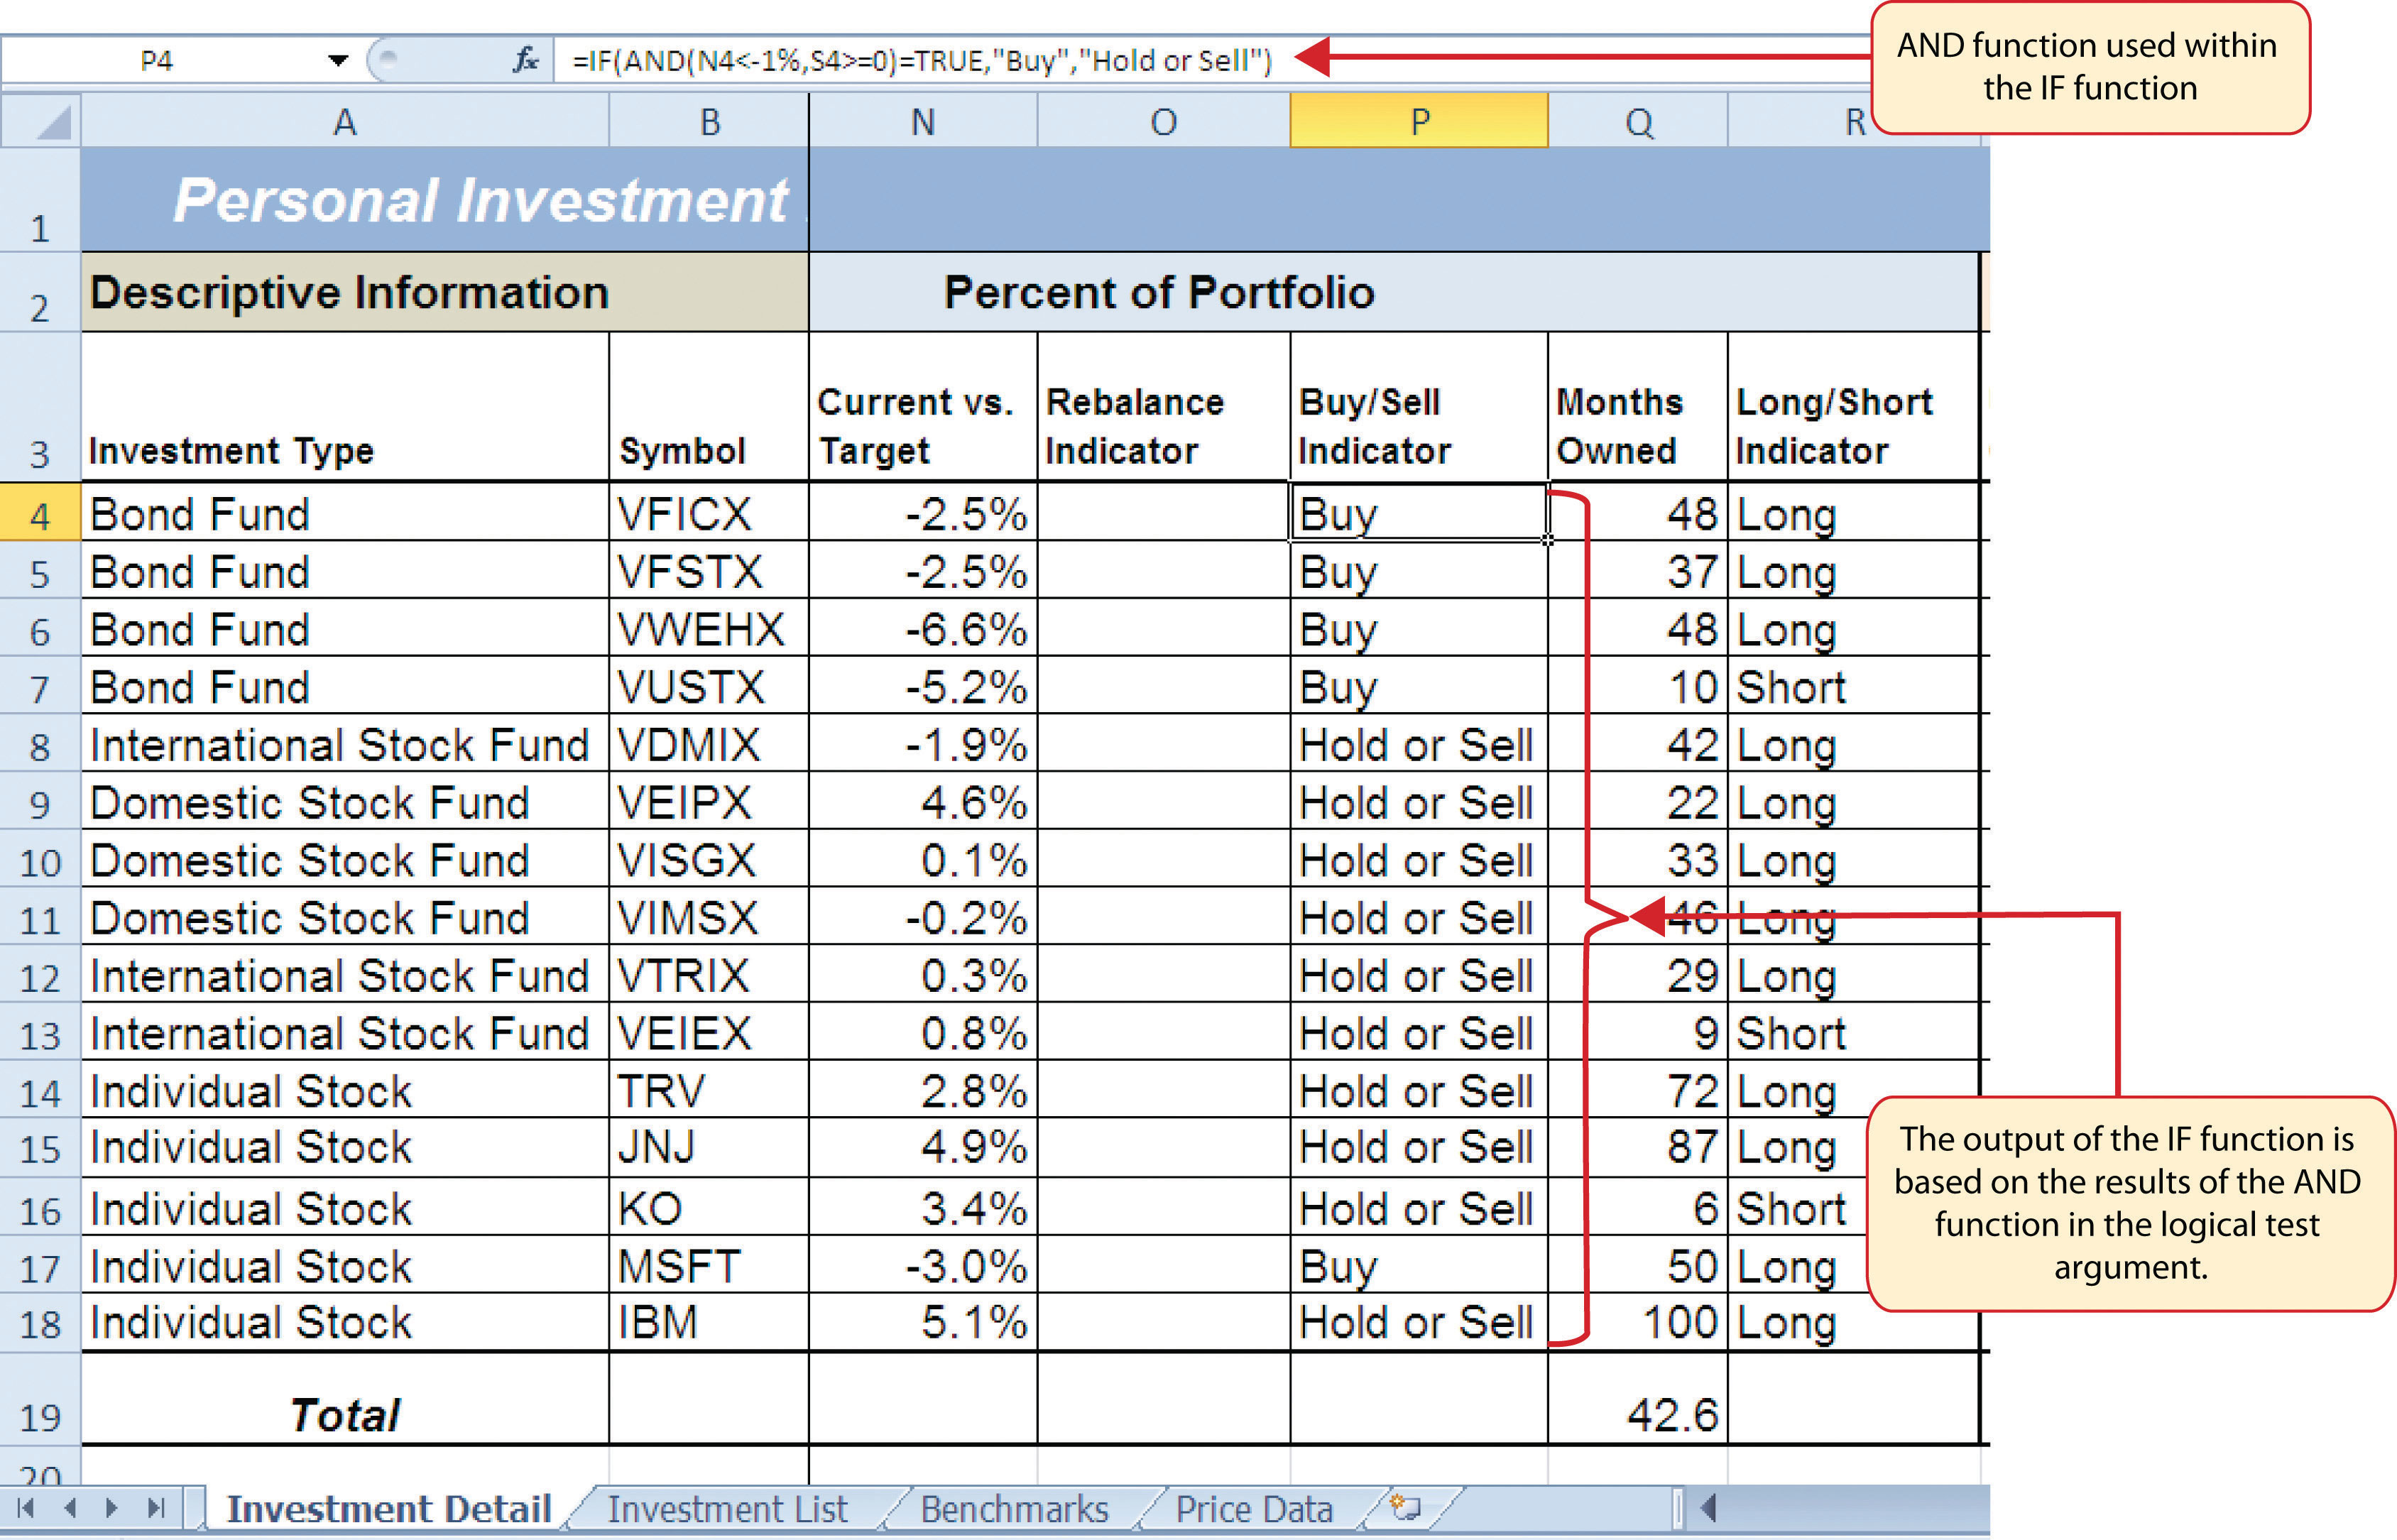 P4 fx =IF(AND(N4<-1%,S4>=0)=TRUE,"Buy","Hold or Sell")
AND function used within
the IF function
A B N O P Q R
1 Personal Investment
2 Descriptive Information Percent of Portfolio
3 Investment Type Symbol Current vs. Target Rebalance Indicator Buy/Sell Indicator Months Owned Long/Short Indicator
4 Bond Fund VFICX -2.5% Buy 48 Long
5 Bond Fund VFSTX -2.5% Buy 37 Long
6 Bond Fund VWEHX -6.6% Buy 48 Long
7 Bond Fund VUSTX -5.2% Buy 10 Short
8 International Stock Fund VDMIX -1.9% Hold or Sell 42 Long
9 Domestic Stock Fund VEIPX 4.6% Hold or Sell 22 Long
10 Domestic Stock Fund VISGX 0.1% Hold or Sell 33 Long
11 Domestic Stock Fund VIMSX -0.2% Hold or Sell 46 Long
12 International Stock Fund VTRIX 0.3% Hold or Sell 29 Long
13 International Stock Fund VEIEX 0.8% Hold or Sell 9 Short
14 Individual Stock TRV 2.8% Hold or Sell 72 Long
15 Individual Stock JNJ 4.9% Hold or Sell 87 Long
16 Individual Stock KO 3.4% Hold or Sell 6 Short
17 Individual Stock MSFT -3.0% Buy 50 Long
18 Individual Stock IBM 5.1% Hold or Sell 100 Long
19 Total 42.6
20
The output of the IF function is
based on the results of the AND
function in the logical test
argument.
Investment Detail Investment List Benchmarks Price Data